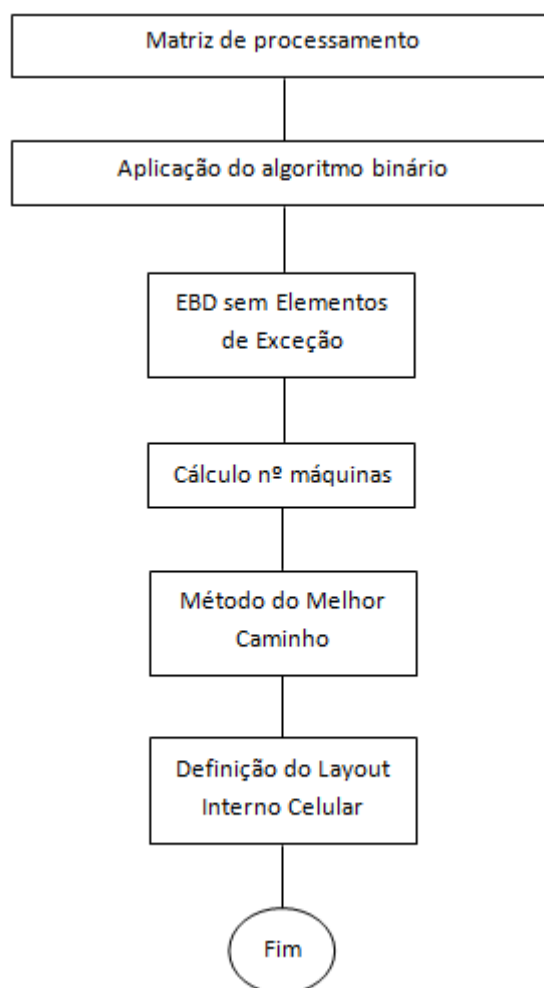 Matriz de processamento
Aplicação do algoritmo binário
EBD sem Elementos
de Exceção
Cálculo nº máquinas
Método do Melhor
Caminho
Definição do Layout
Interno Celular
Fim